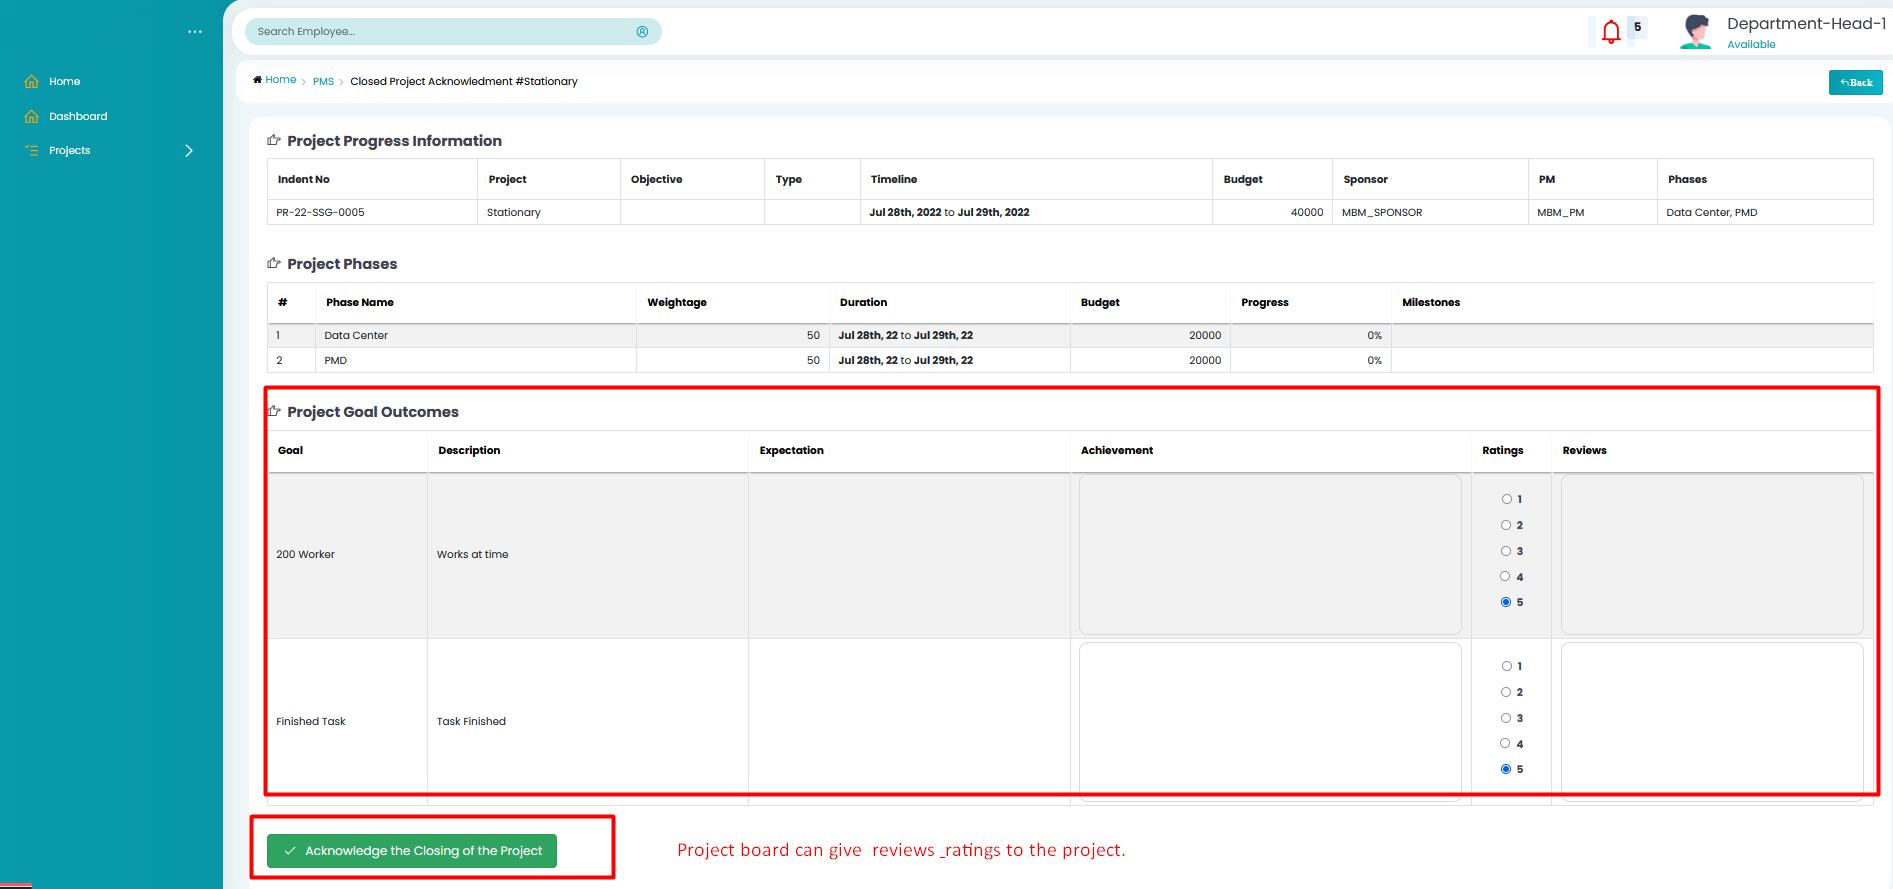 ...
Search Employee...
5
Department-Head-1
Available
Home
Dashboard
Projects
Home > PMS > Closed Project Acknowledment #Stationary
Back
Project Progress Information
Indent No Project Objective Type Timeline Budget Sponsor PM Phases
PR-22-SSG-0005 Stationary Jul 28th, 2022 to Jul 29th, 2022 40000 MBM_SPONSOR MBM_PM Data Center, PMD
Project Phases
# Phase Name Weightage Duration Budget Progress Milestones
1 Data Center 50 Jul 28th, 22 to Jul 29th, 22 20000 0%
2 PMD 50 Jul 28th, 22 to Jul 29th, 22 20000 0%
Project Goal Outcomes
Goal Description Expectation Achievement Ratings Reviews
200 Worker Works at time
1
2
3
4
5
Finished Task Task Finished
1
2
3
4
5
Acknowledge the Closing of the Project
Project board can give reviews _ratings to the project.